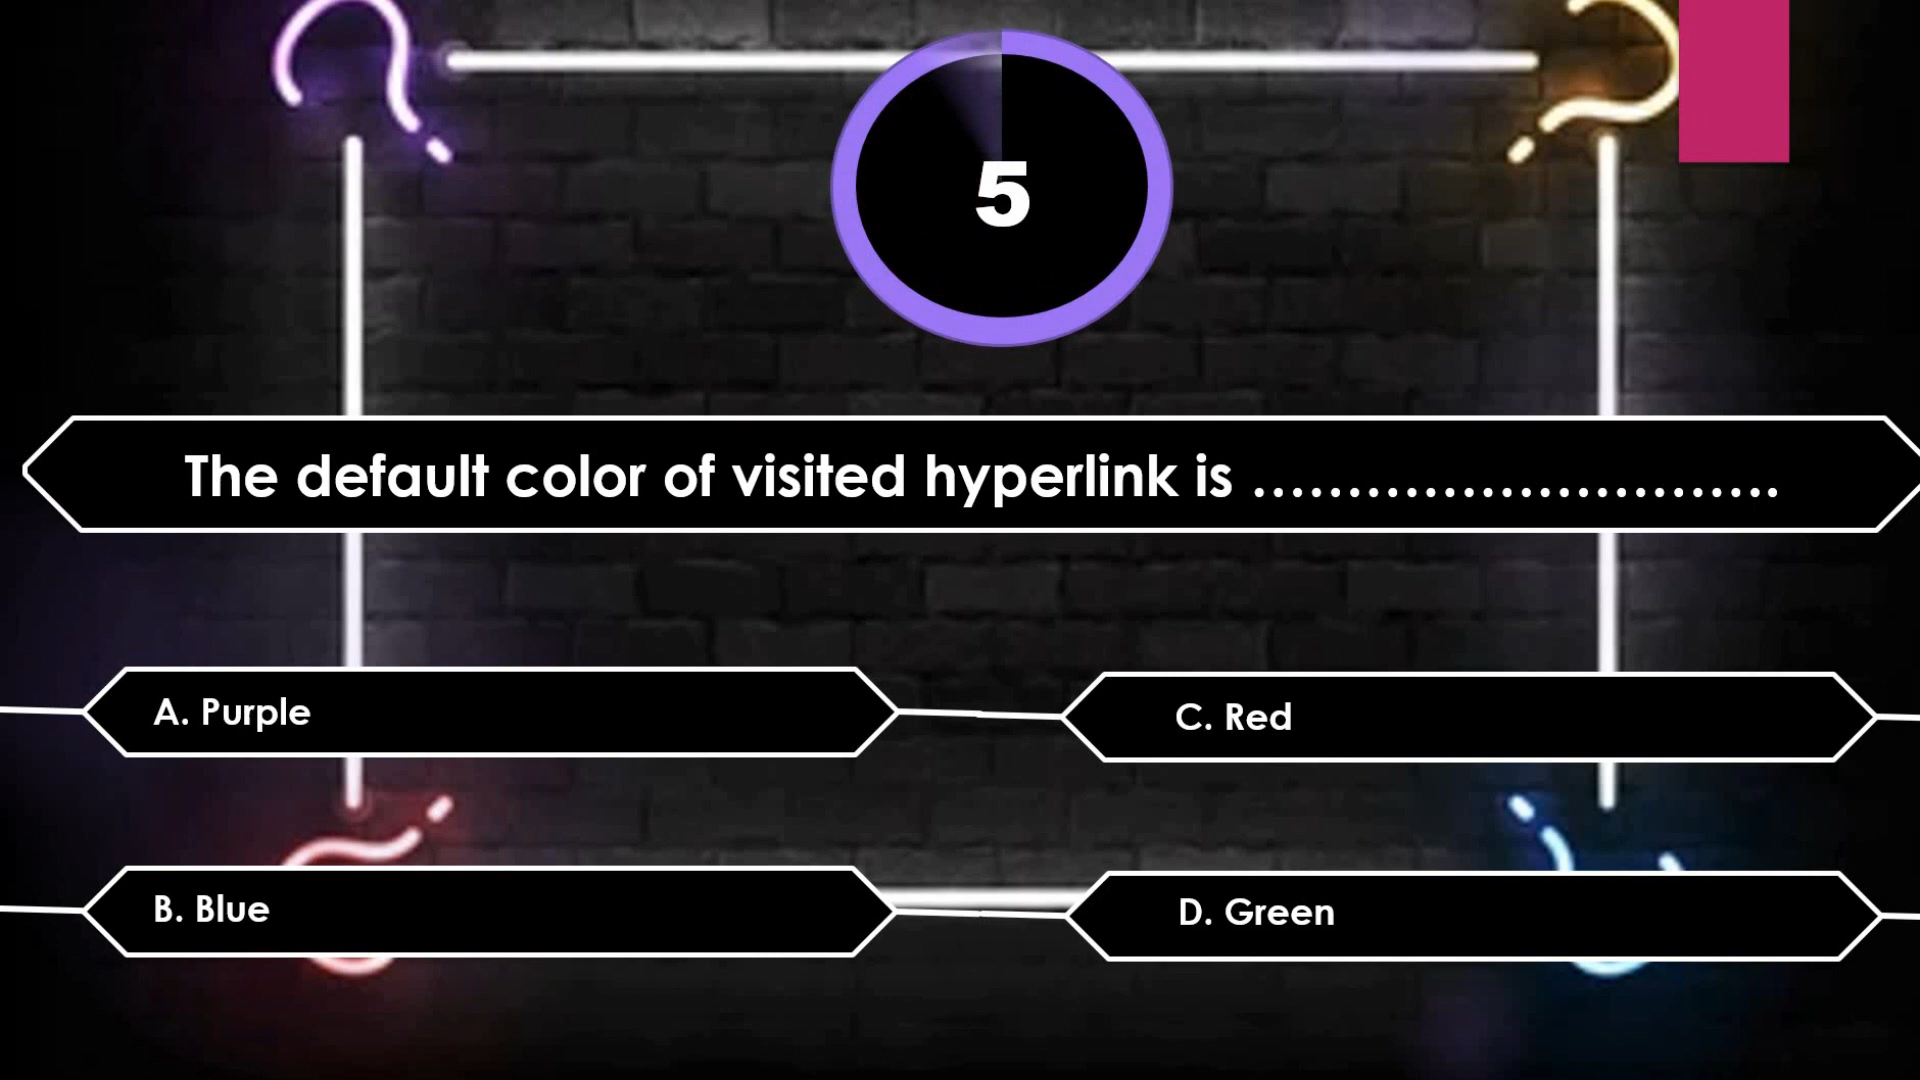 5
The default color of visited hyperlink is ............................
A. Purple
C. Red
B. Blue
D. Green